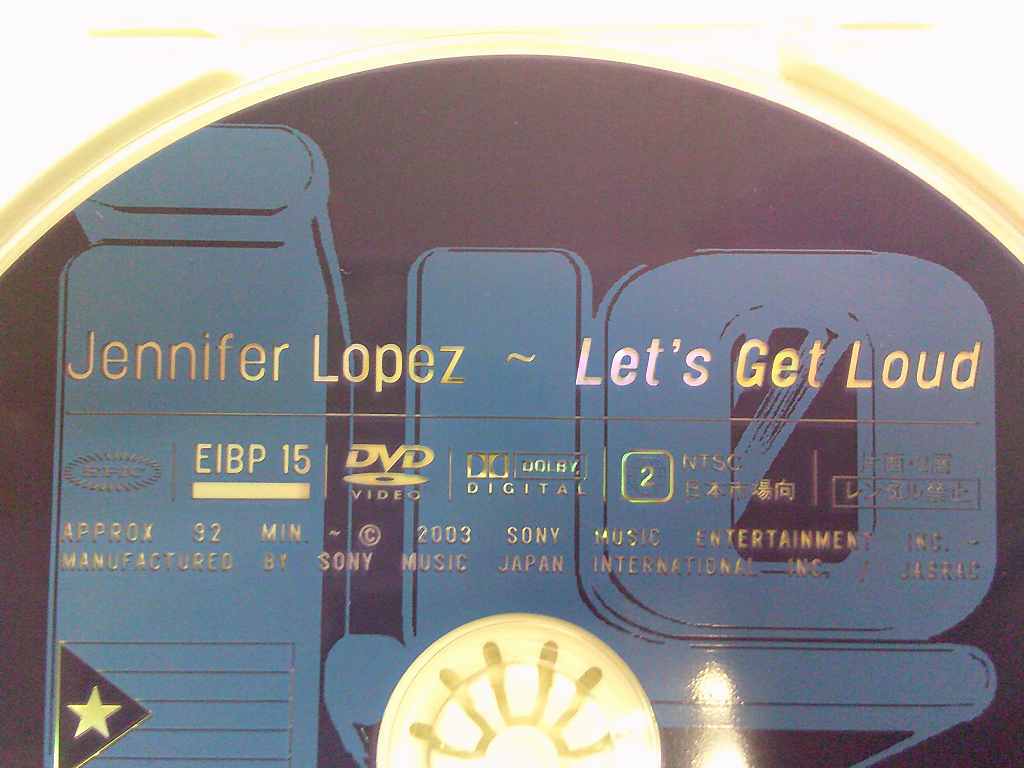 Jennifer Lopez ~ Let's Get Loud
EPIC EIBP 15 DVD VIDEO DOLBY DIGITAL 2 NTSC 日本市場向 片面・2層 レンタル禁止
APPROX 92 MIN. ~ © 2003 SONY MUSIC ENTERTAINMENT INC. ~
MANUFACTURED BY SONY MUSIC JAPAN INTERNATIONAL INC. / JASRAC